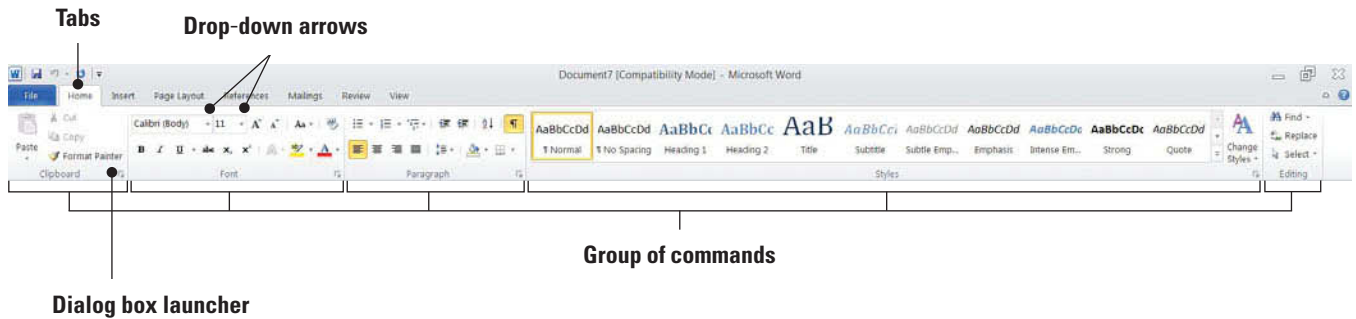 Tabs
Drop-down arrows
W
Document7 [Compatibility Mode] - Microsoft Word
File Home Insert Page Layout References Mailings Review View
Paste
Cut
Copy
Format Painter
Clipboard
Calibri (Body) 11 A A Aa
B I U abc x, x' A A
Font
Paragraph
AaBbCcDd AaBbCcDd AaBbCc AaBbCc AaB AaBbCci AaBbCcDd AaBbCcDd AaBbCcDc AaBbCcDc AaBbCcDd
¶ Normal ¶ No Spacing Heading 1 Heading 2 Title Subtitle Subtle Emp... Emphasis Intense Em... Strong Quote
Change
Styles
Styles
Find
Replace
Select
Editing
Group of commands
Dialog box launcher